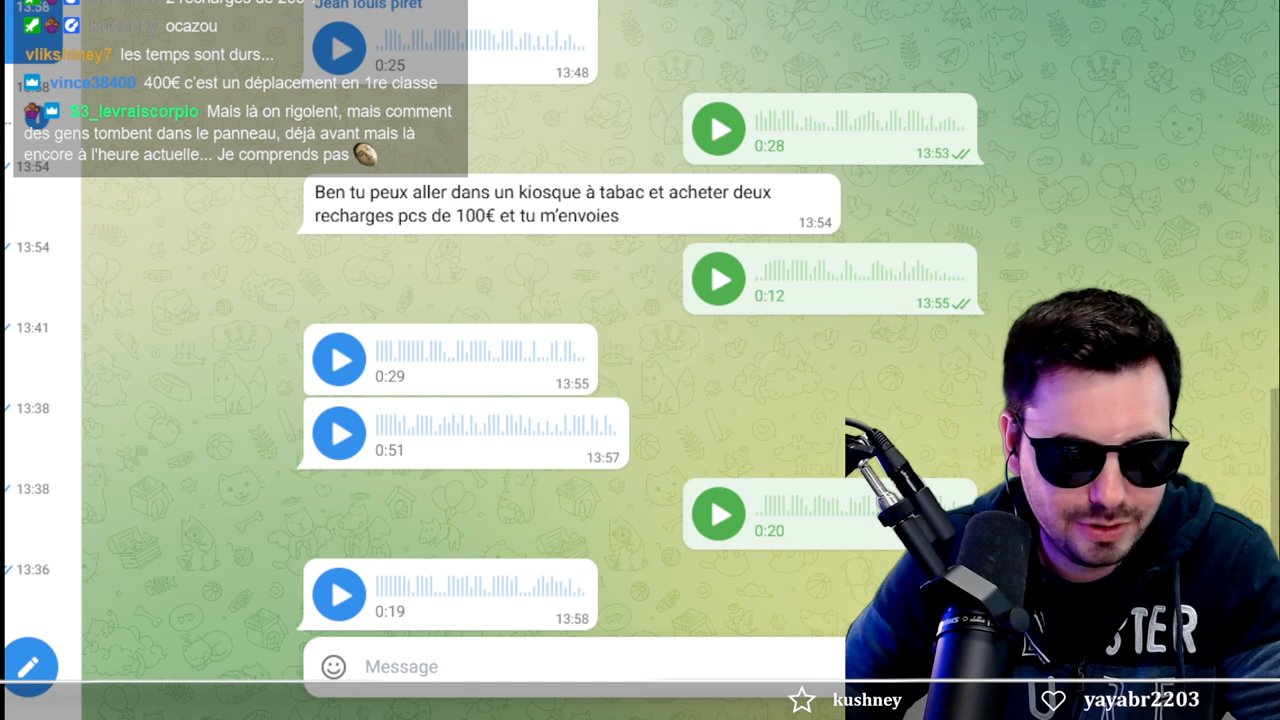 13:58
Jean louis piret
ocazou
vlikshiney7 les temps sont durs...
vince38400 400€ c'est un déplacement en 1re classe
S3_levraiscorpio Mais là on rigolent, mais comment
des gens tombent dans le panneau, déjà avant mais là
encore à l'heure actuelle... Je comprends pas
0:25
13:48
0:28
13:53
13:54
Ben tu peux aller dans un kiosque à tabac et acheter deux
recharges pcs de 100€ et tu m'envoies
13:54
13:54
0:12
13:55
13:41
0:29
13:55
13:38
0:51
13:57
13:38
0:20
13:36
0:19
13:58
Message
STER
kushney
yayabr2203